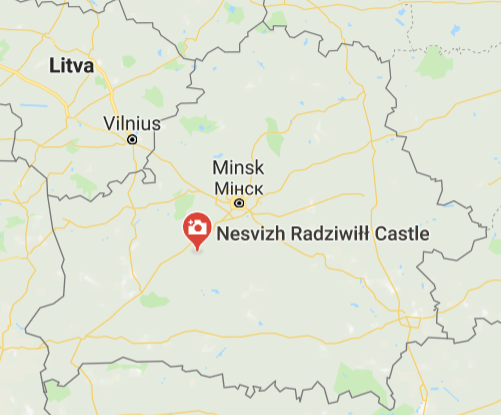 Litva
Vilnius
Minsk
Мінск
Nesvizh Radziwiłł Castle